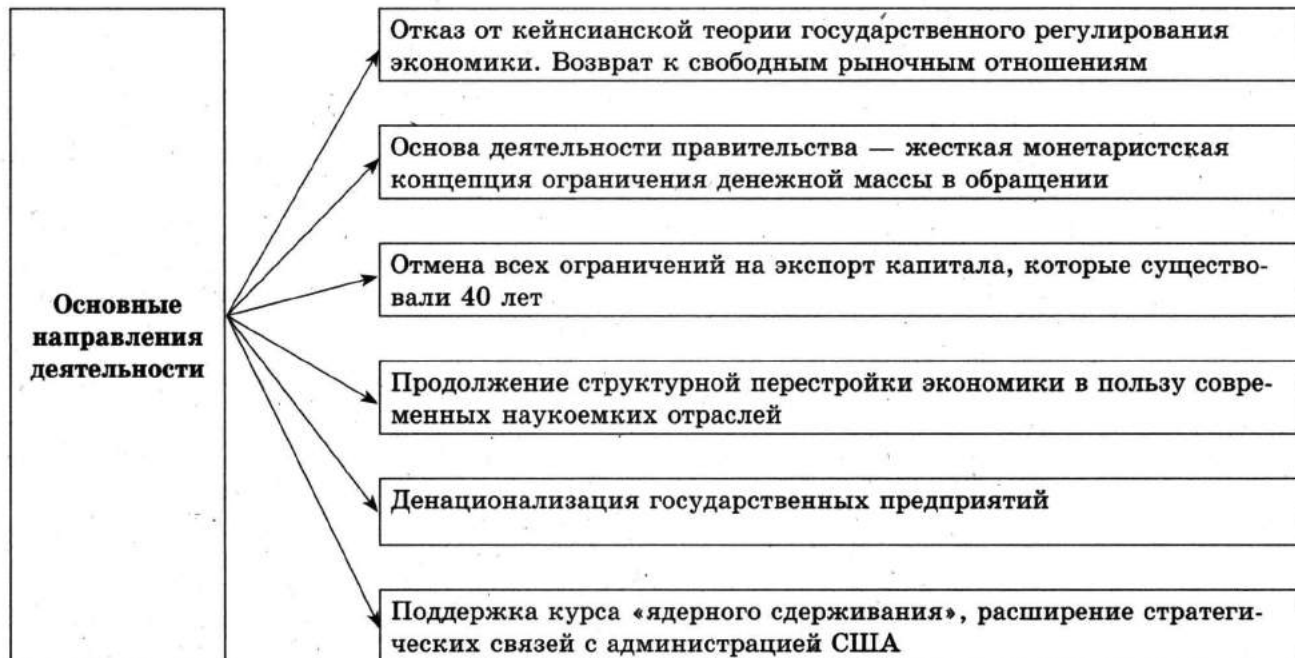 Основные
направления
деятельности
Отказ от кейнсианской теории государственного регулирования
экономики. Возврат к свободным рыночным отношениям
Основа деятельности правительства — жесткая монетаристская
концепция ограничения денежной массы в обращении
Отмена всех ограничений на экспорт капитала, которые существо-
вали 40 лет
Продолжение структурной перестройки экономики в пользу совре-
менных наукоемких отраслей
Денационализация государственных предприятий
Поддержка курса «ядерного сдерживания», расширение стратеги-
ческих связей с администрацией США